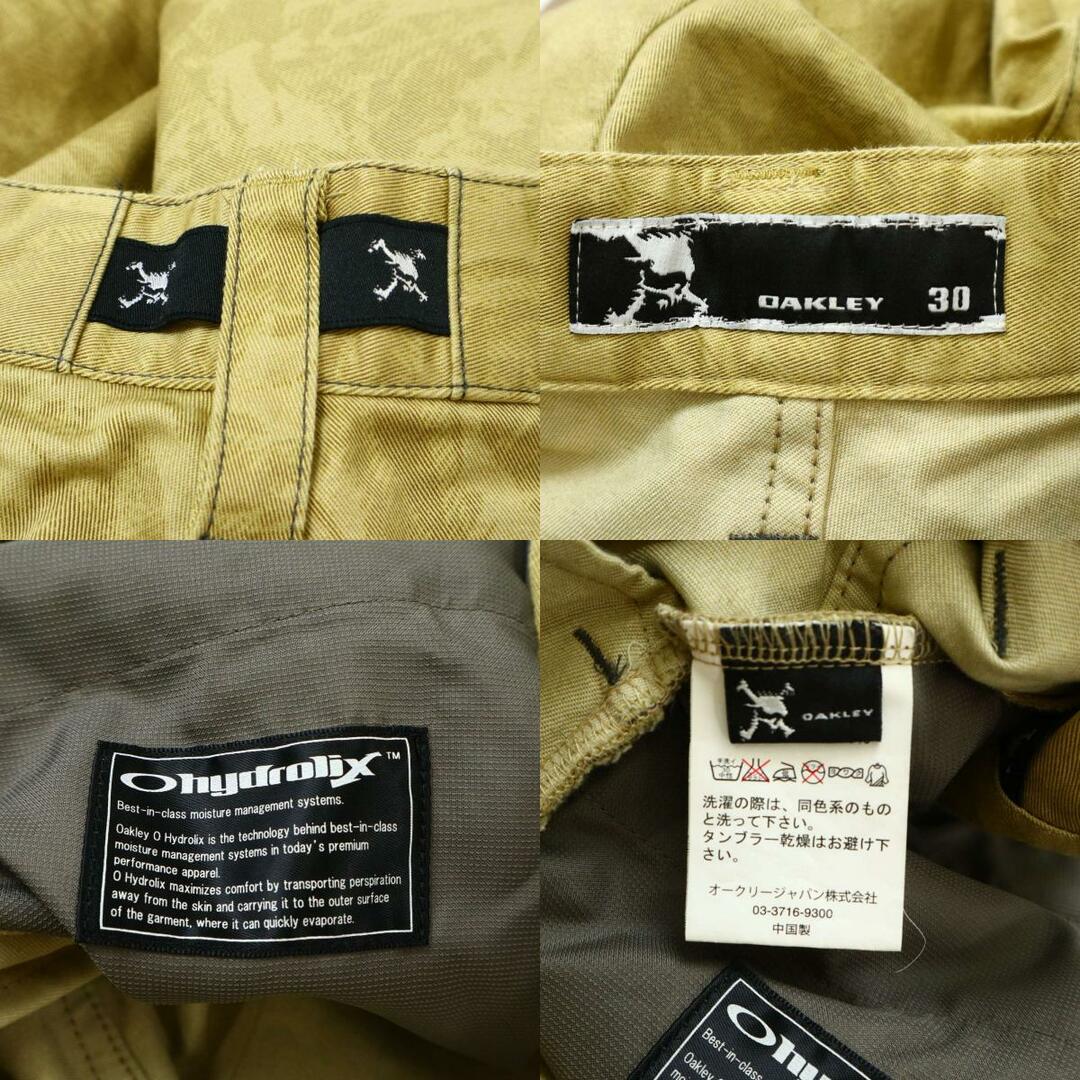 OAKLEY 30
Ohydrolix™
Best-in-class moisture management systems.
Oakley O Hydrolix is the technology behind best-in-class
moisture management systems in today's premium
performance apparel.
O Hydrolix maximizes comfort by transporting perspiration
away from the skin and carrying it to the outer surface
of the garment, where it can quickly evaporate.
OAKLEY
洗濯の際は、同色系のもの
と洗って下さい。
タンブラー乾燥はお避け下
さい。
オークリージャパン株式会社
03-3716-9300
中国製
Best-in-class
Oakley